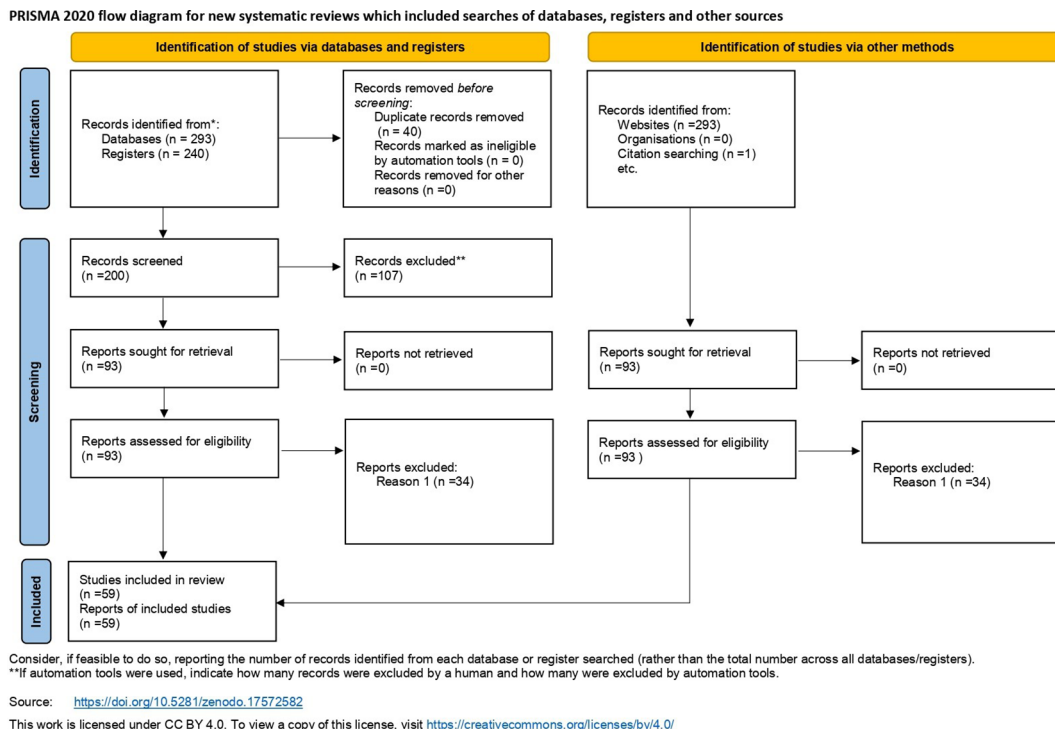 PRISMA 2020 flow diagram for new systematic reviews which included searches of databases, registers and other sources
Identification of studies via databases and registers
Identification of studies via other methods
Identification
Records identified from*:
Databases (n = 293)
Registers (n = 240)
Records removed before
screening:
Duplicate records removed
(n = 40)
Records marked as ineligible
by automation tools (n = 0)
Records removed for other
reasons (n =0)
Records identified from:
Websites (n =293)
Organisations (n =0)
Citation searching (n =1)
etc.
Screening
Records screened
(n =200)
Records excluded**
(n =107)
Reports sought for retrieval
(n =93)
Reports not retrieved
(n =0)
Reports sought for retrieval
(n =93)
Reports not retrieved
(n =0)
Reports assessed for eligibility
(n =93)
Reports excluded:
Reason 1 (n =34)
Reports assessed for eligibility
(n =93 )
Reports excluded:
Reason 1 (n =34)
Included
Studies included in review
(n =59)
Reports of included studies
(n =59)
Consider, if feasible to do so, reporting the number of records identified from each database or register searched (rather than the total number across all databases/registers).
**If automation tools were used, indicate how many records were excluded by a human and how many were excluded by automation tools.
Source: https://doi.org/10.5281/zenodo.17572582
This work is licensed under CC BY 4.0. To view a copy of this license, visit https://creativecommons.org/licenses/by/4.0/